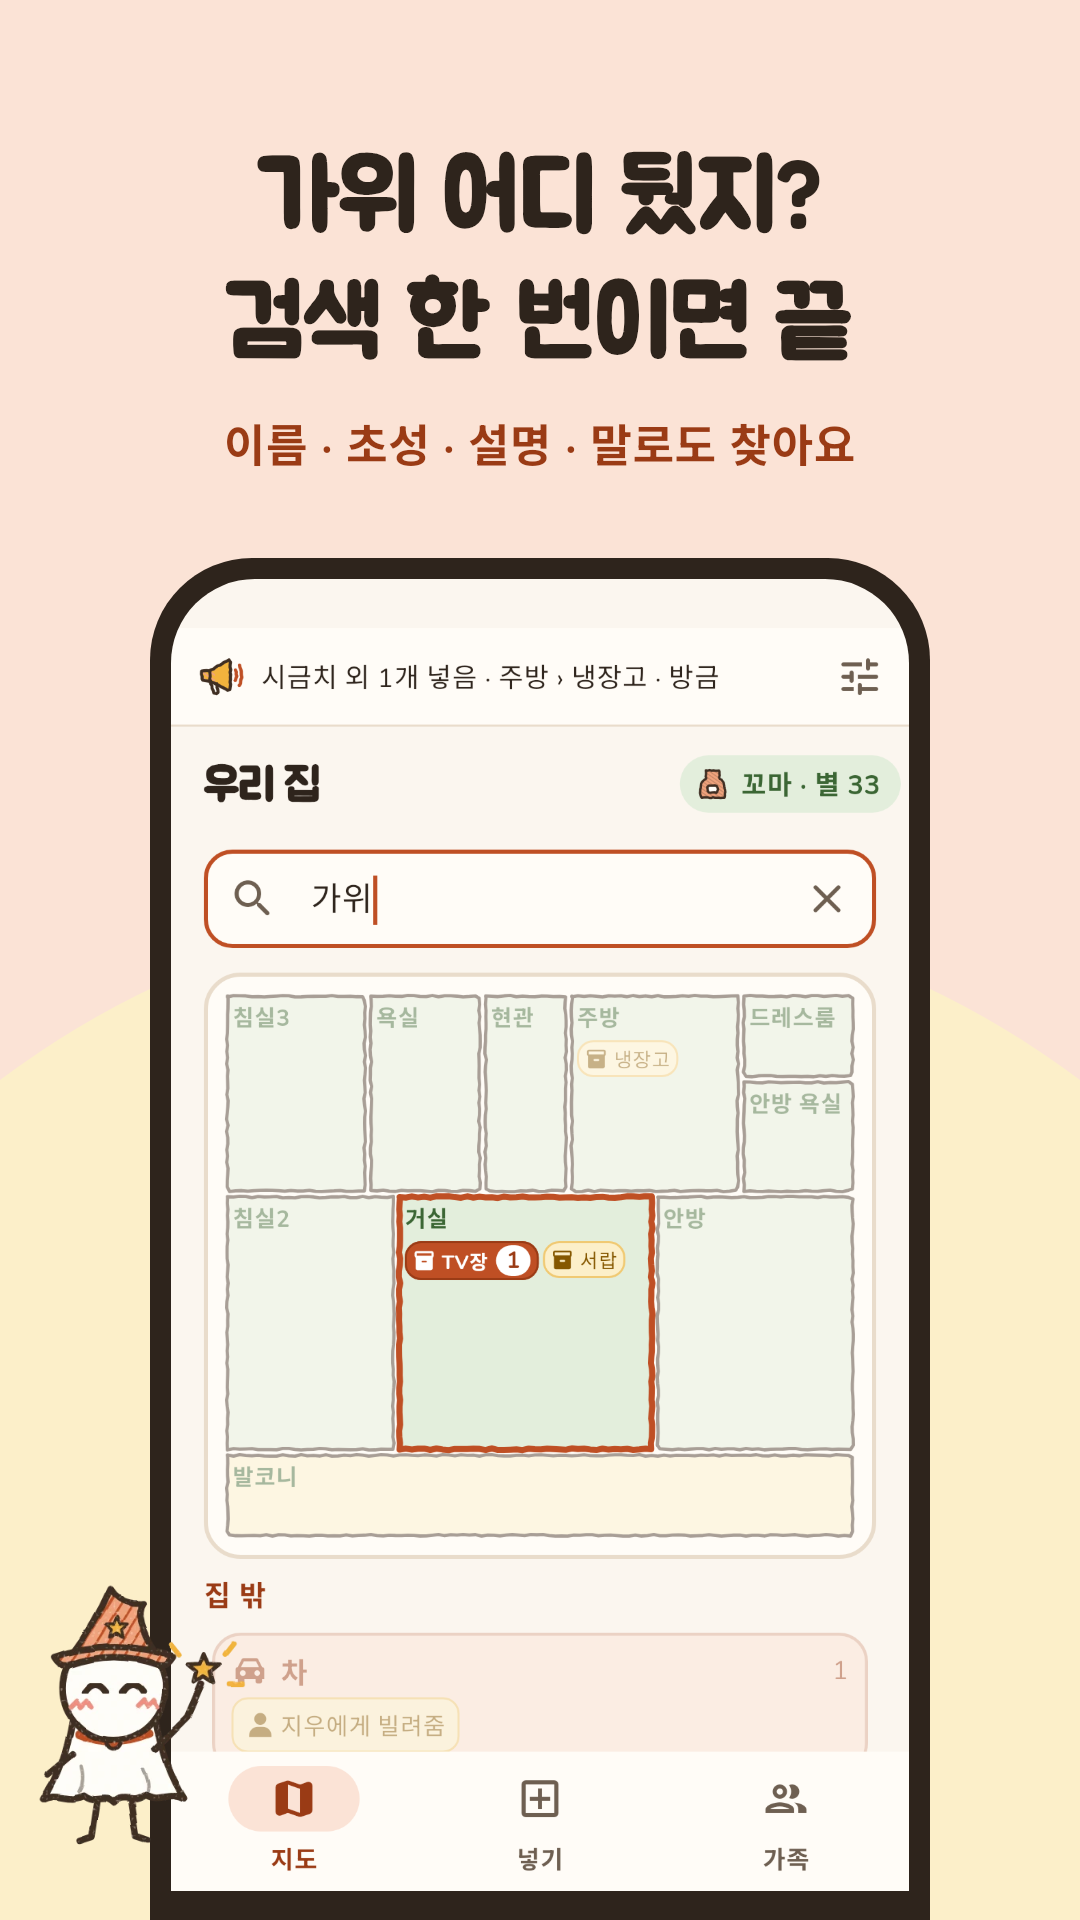 가위 어디 뒀지?
검색 한 번이면 끝
이름 · 초성 · 설명 · 말로도 찾아요
시금치 외 1개 넣음 · 주방 › 냉장고 · 방금
우리 집
꼬마 · 별 33
가위
침실3
욕실
현관
주방
드레스룸
냉장고
안방 욕실
침실2
거실
안방
TV장 1
서랍
발코니
집 밖
차
1
지우에게 빌려줌
지도
넣기
가족